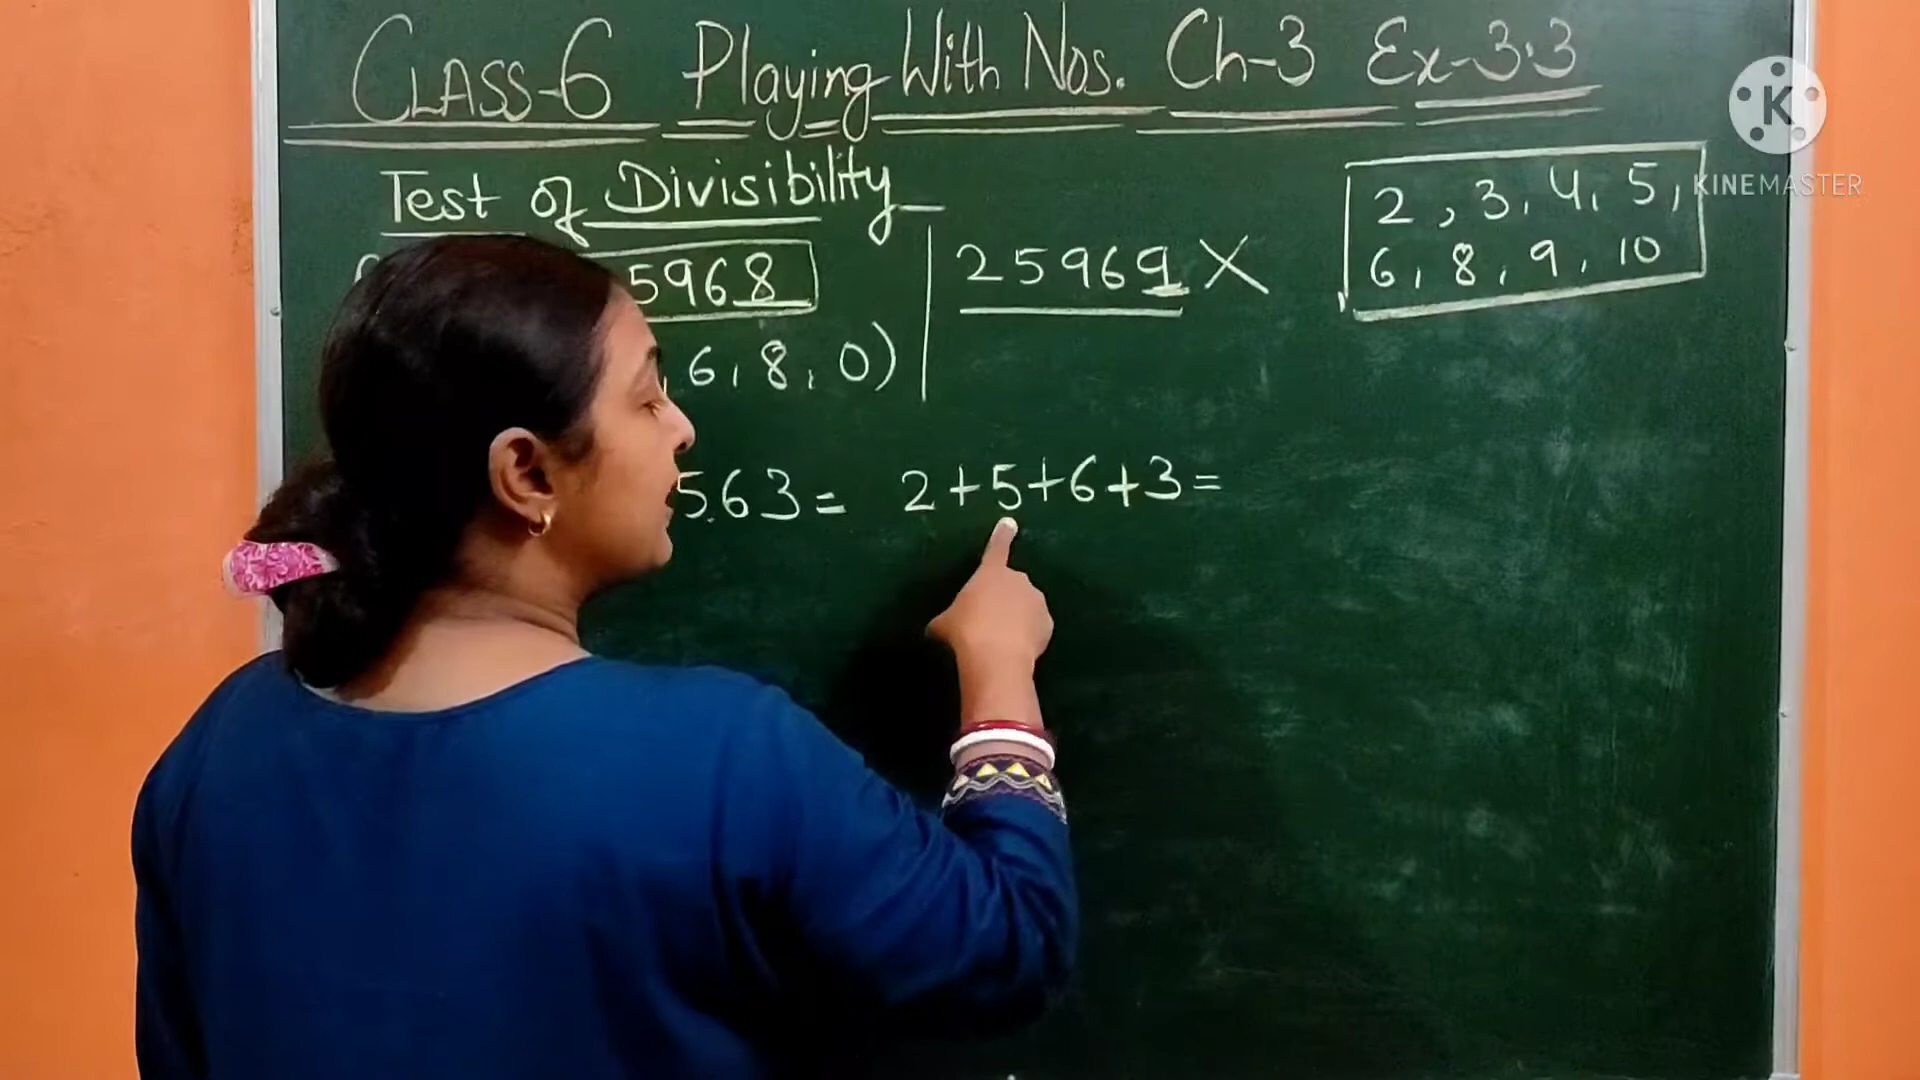 CLASS-6 Playing With Nos. Ch-3 Ex-3.3
K
KINEMASTER
Test of Divisibility
2, 3, 4, 5,
6, 8, 9, 10
5968
25969 X
, 6, 8, 0)
563 = 2+5+6+3=